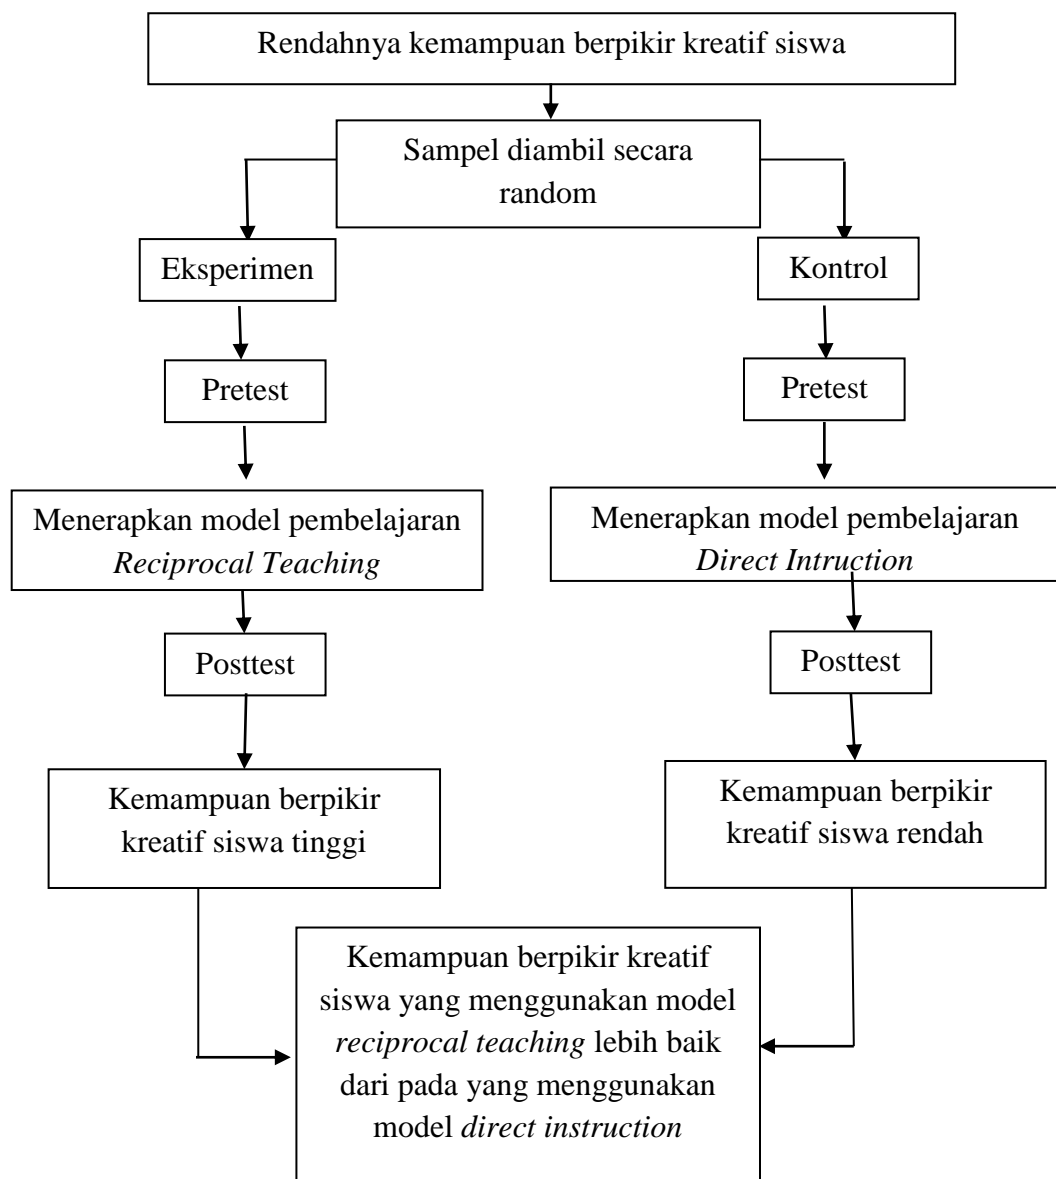 Rendahnya kemampuan berpikir kreatif siswa
Sampel diambil secara
random
Eksperimen
Kontrol
Pretest
Pretest
Menerapkan model pembelajaran
Reciprocal Teaching
Menerapkan model pembelajaran
Direct Intruction
Posttest
Posttest
Kemampuan berpikir
kreatif siswa tinggi
Kemampuan berpikir
kreatif siswa rendah
Kemampuan berpikir kreatif
siswa yang menggunakan model
reciprocal teaching lebih baik
dari pada yang menggunakan
model direct instruction